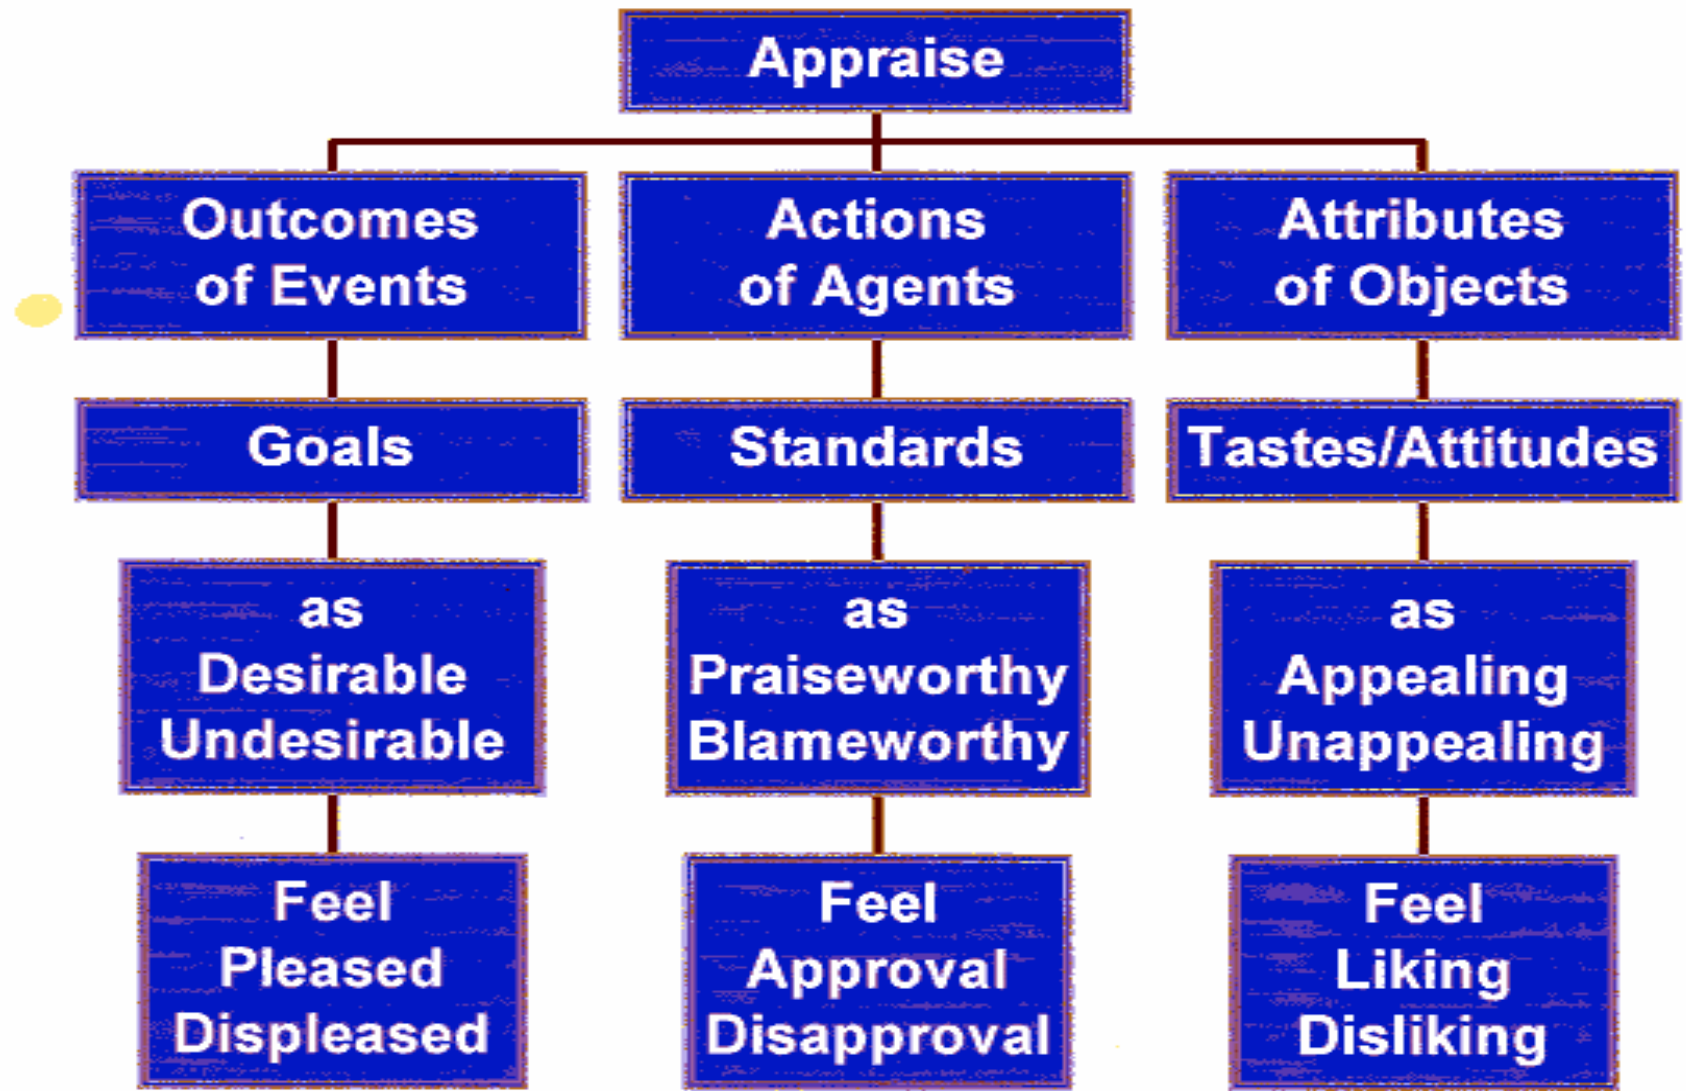 Appraise
Outcomes
of Events
Actions
of Agents
Attributes
of Objects
Goals
Standards
Tastes/Attitudes
as
Desirable
Undesirable
as
Praiseworthy
Blameworthy
as
Appealing
Unappealing
Feel
Pleased
Displeased
Feel
Approval
Disapproval
Feel
Liking
Disliking